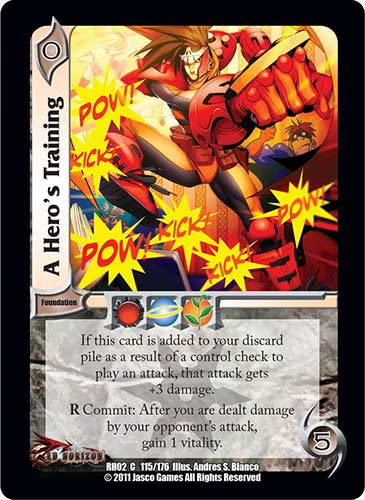 0
A Hero's Training
POW!
KICK!
POW!
KICK!
KICK!
POW!
Foundation
If this card is added to your discard
pile as a result of a control check to
play an attack, that attack gets
+3 damage.
R Commit: After you are dealt damage
by your opponent's attack,
gain 1 vitality.
5
RED HORIZON
RH02 C 115/176 Illus. Andres S. Blanco
© 2011 Jasco Games All Rights Reserved